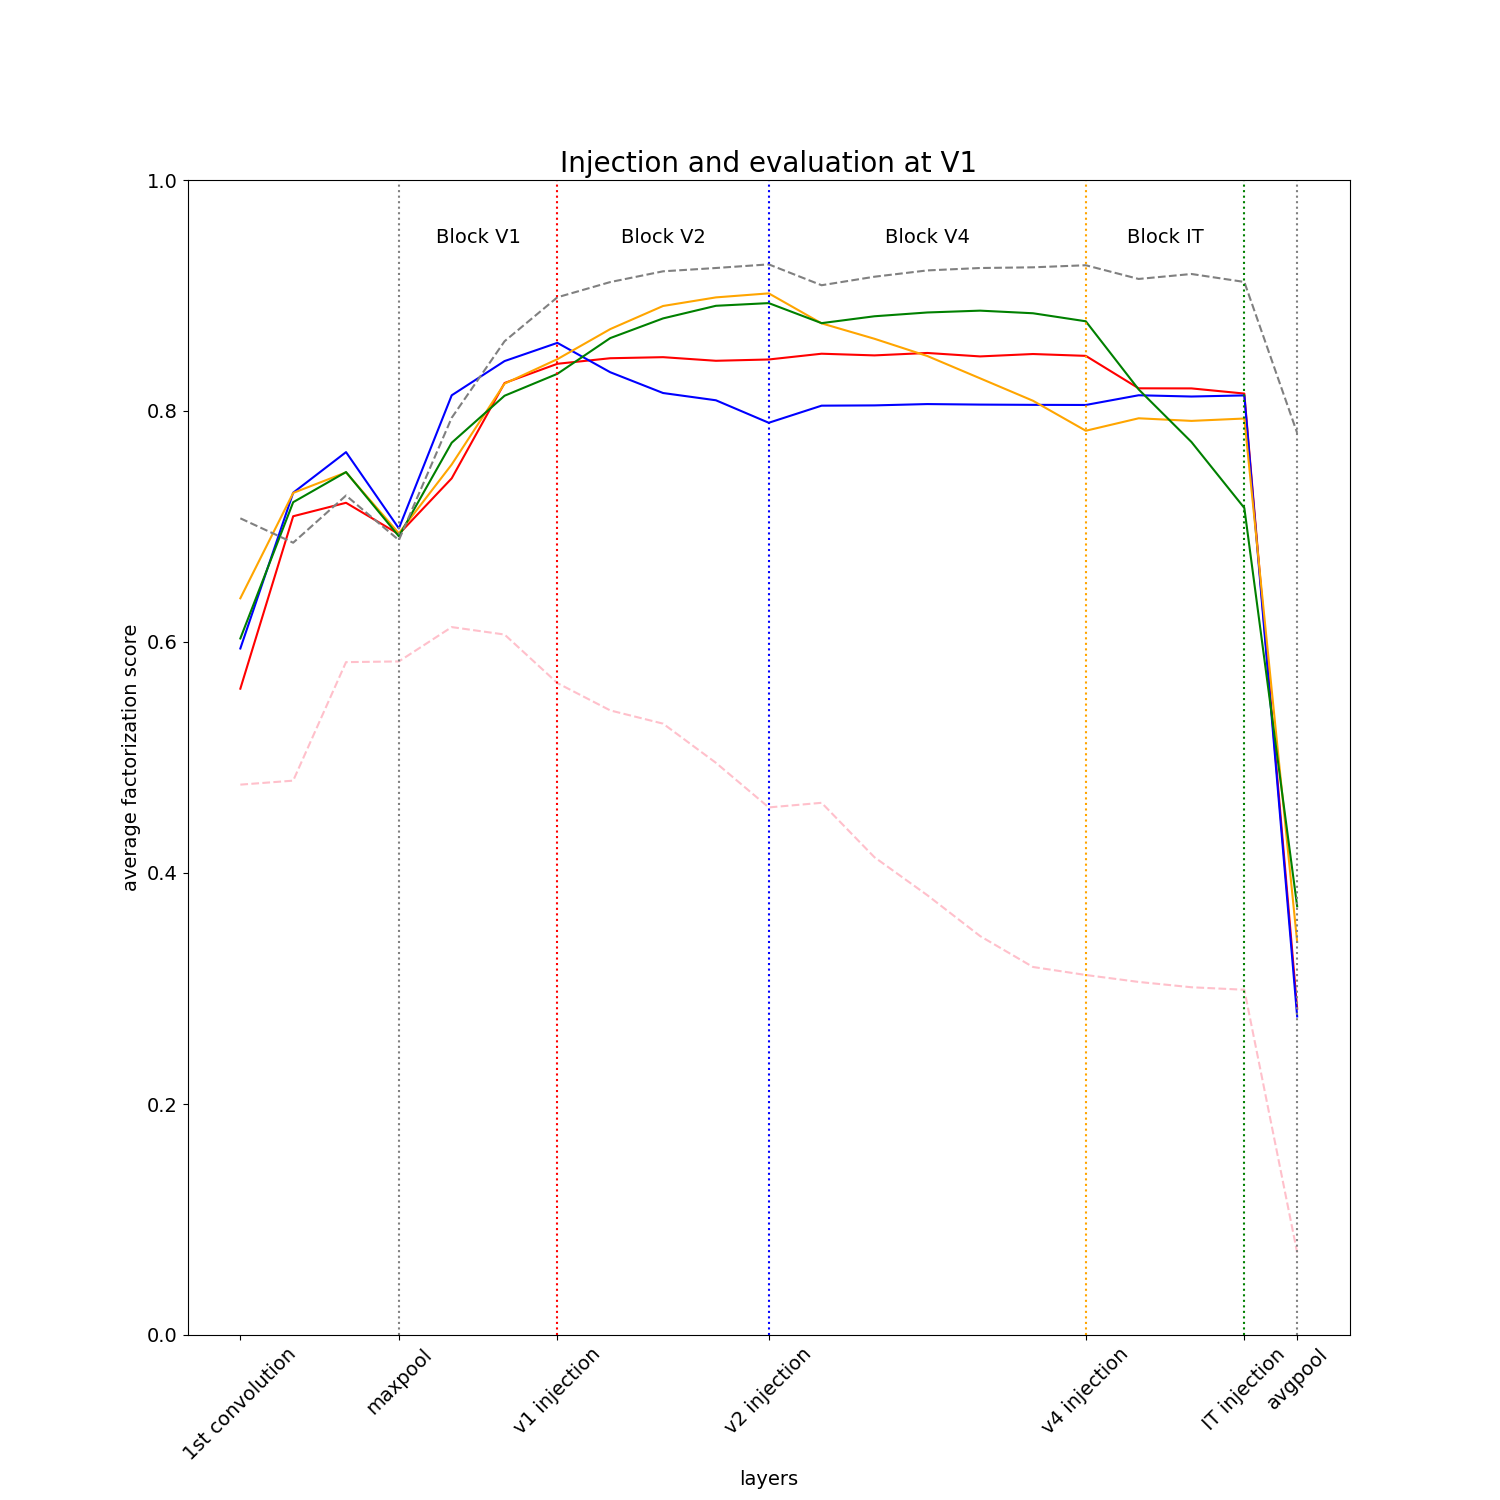 Injection and evaluation at V1
1.0
Block V1 Block V2 Block V4 Block IT
0.8
0.6
average factorization score
0.4
0.2
0.0
1st convolution maxpool v1 injection v2 injection v4 injection IT injection avgpool
layers